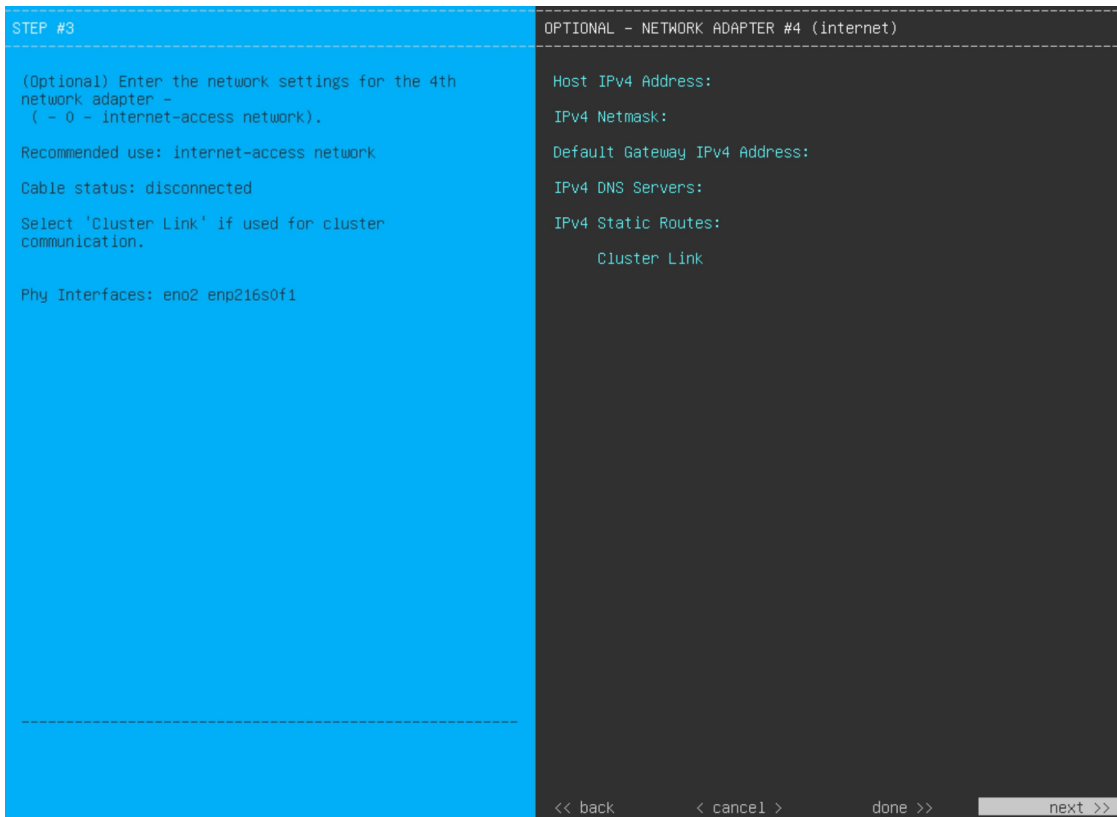 STEP #3
(Optional) Enter the network settings for the 4th
network adapter -
( - 0 - internet-access network).
Recommended use: internet-access network
Cable status: disconnected
Select 'Cluster Link' if used for cluster
communication.
Phy Interfaces: eno2 enp216s0f1
OPTIONAL - NETWORK ADAPTER #4 (internet)
Host IPv4 Address:
IPv4 Netmask:
Default Gateway IPv4 Address:
IPv4 DNS Servers:
IPv4 Static Routes:
Cluster Link
<< back < cancel > done >> next >>